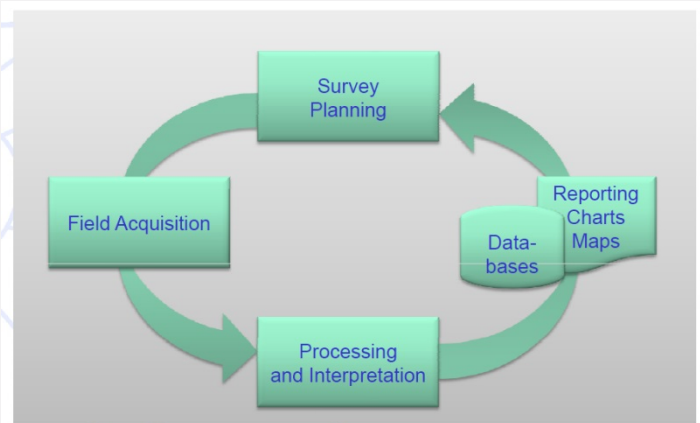 Survey
Planning
Field Acquisition
Reporting
Charts
Maps
Data-
bases
Processing
and Interpretation